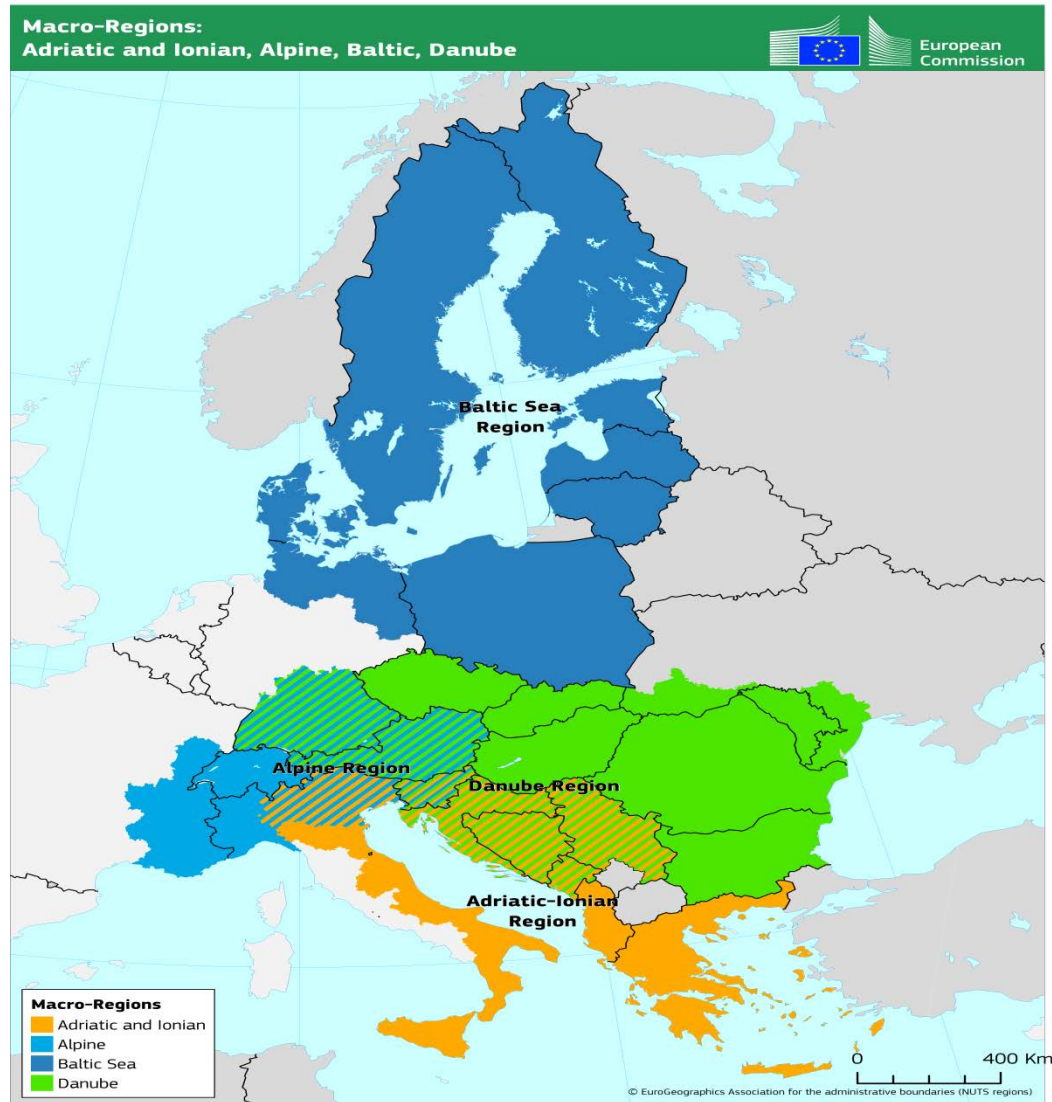 Macro-Regions:
Adriatic and Ionian, Alpine, Baltic, Danube
European
Commission
Baltic Sea
Region
Alpine Region
Danube Region
Adriatic-Ionian
Region
Macro-Regions
Adriatic and Ionian
Alpine
Baltic Sea
Danube
0 400 Km
© EuroGeographics Association for the administrative boundaries (NUTS regions)